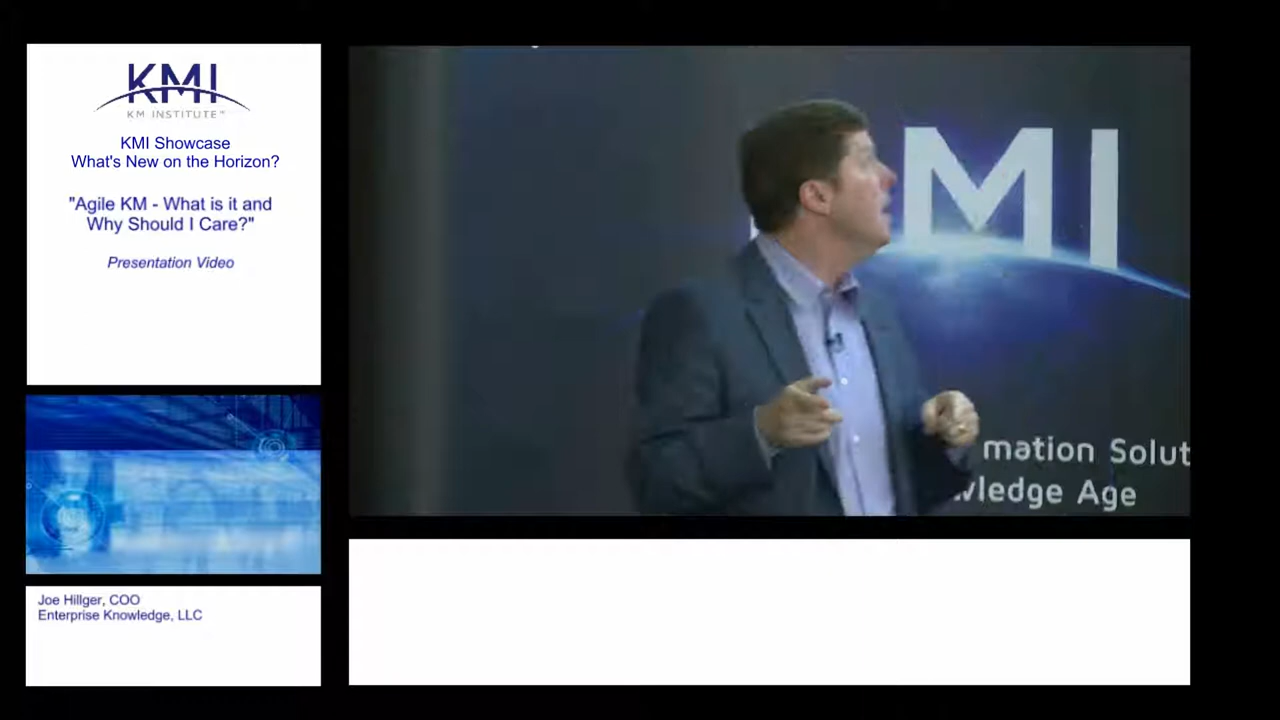 KMI
KM INSTITUTE™
KMI Showcase
What's New on the Horizon?
"Agile KM - What is it and
Why Should I Care?"
Presentation Video
MI
mation Solut
wledge Age
Joe Hillger, COO
Enterprise Knowledge, LLC